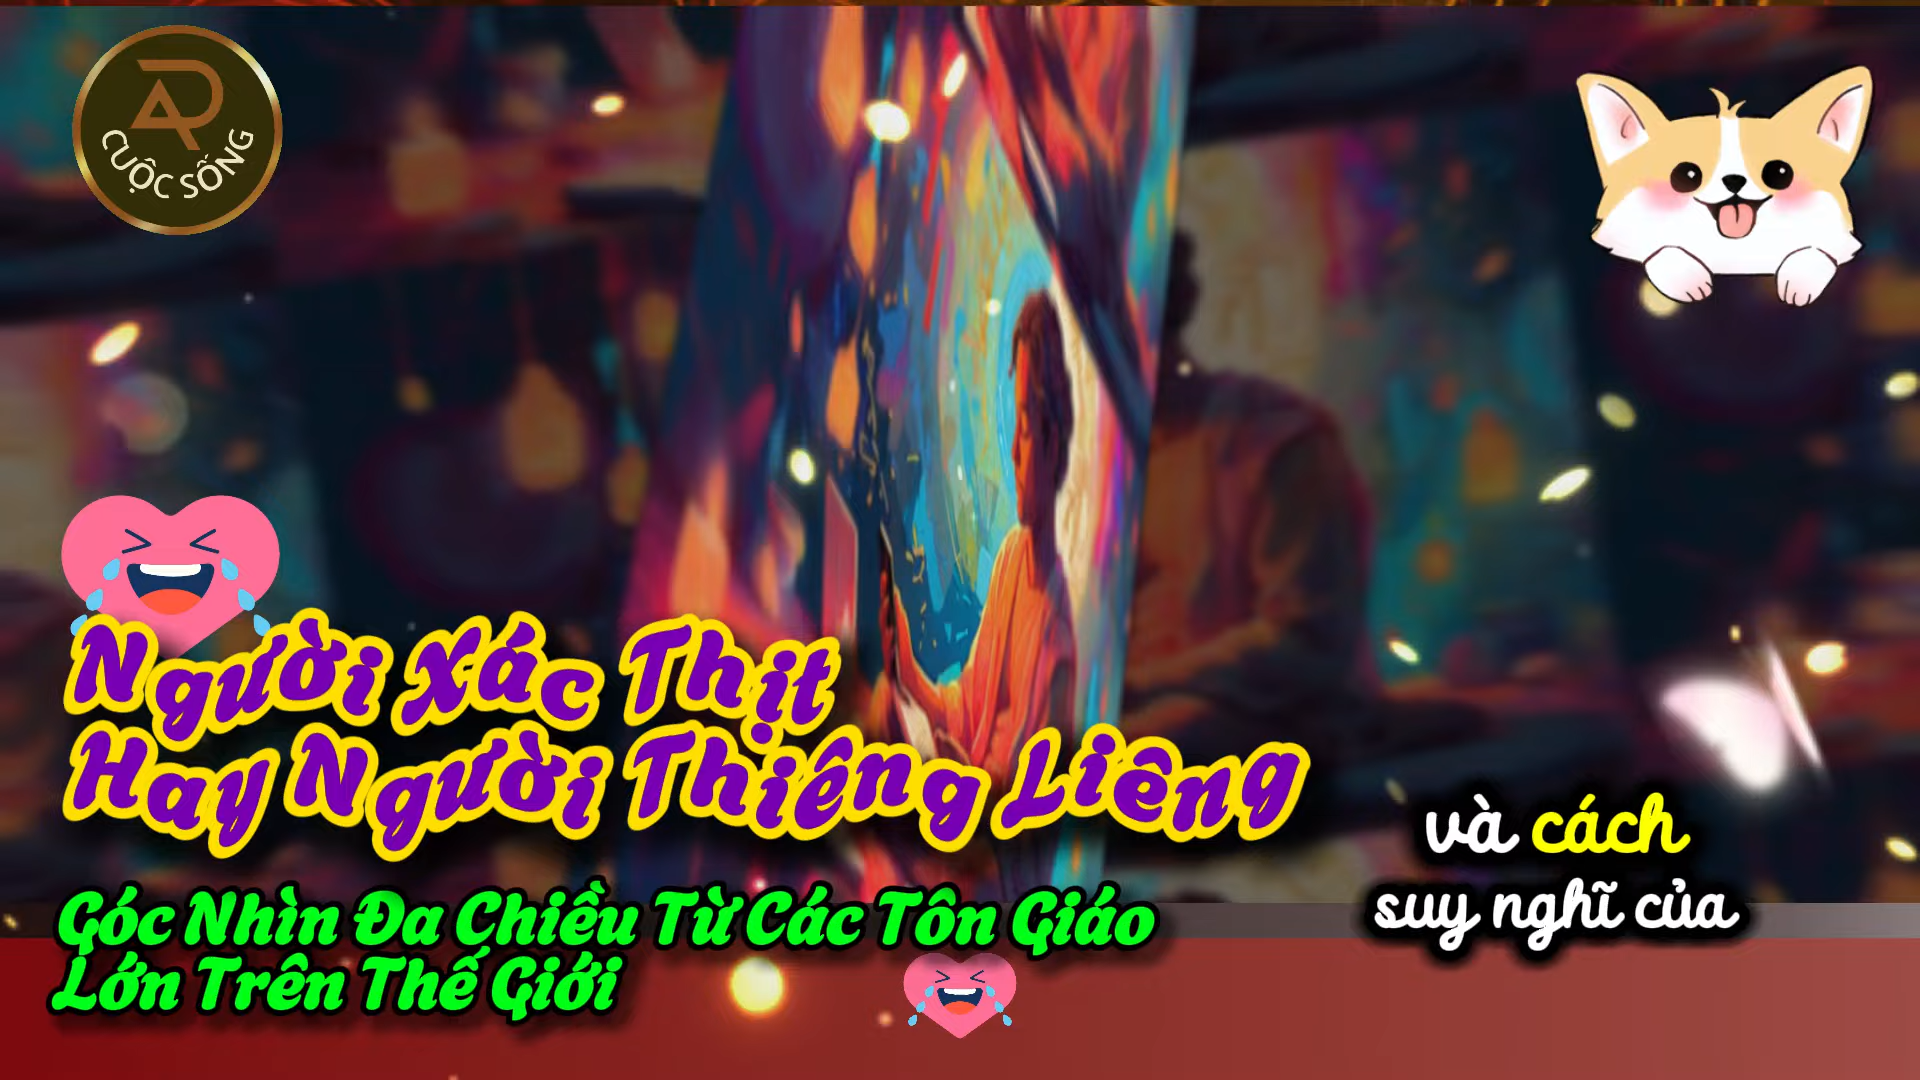 CUỘC SỐNG
Người Xác Thịt
Hay Người Thiêng Liêng
Góc Nhìn Đa Chiều Từ Các Tôn Giáo
Lớn Trên Thế Giới
và cách
suy nghĩ của